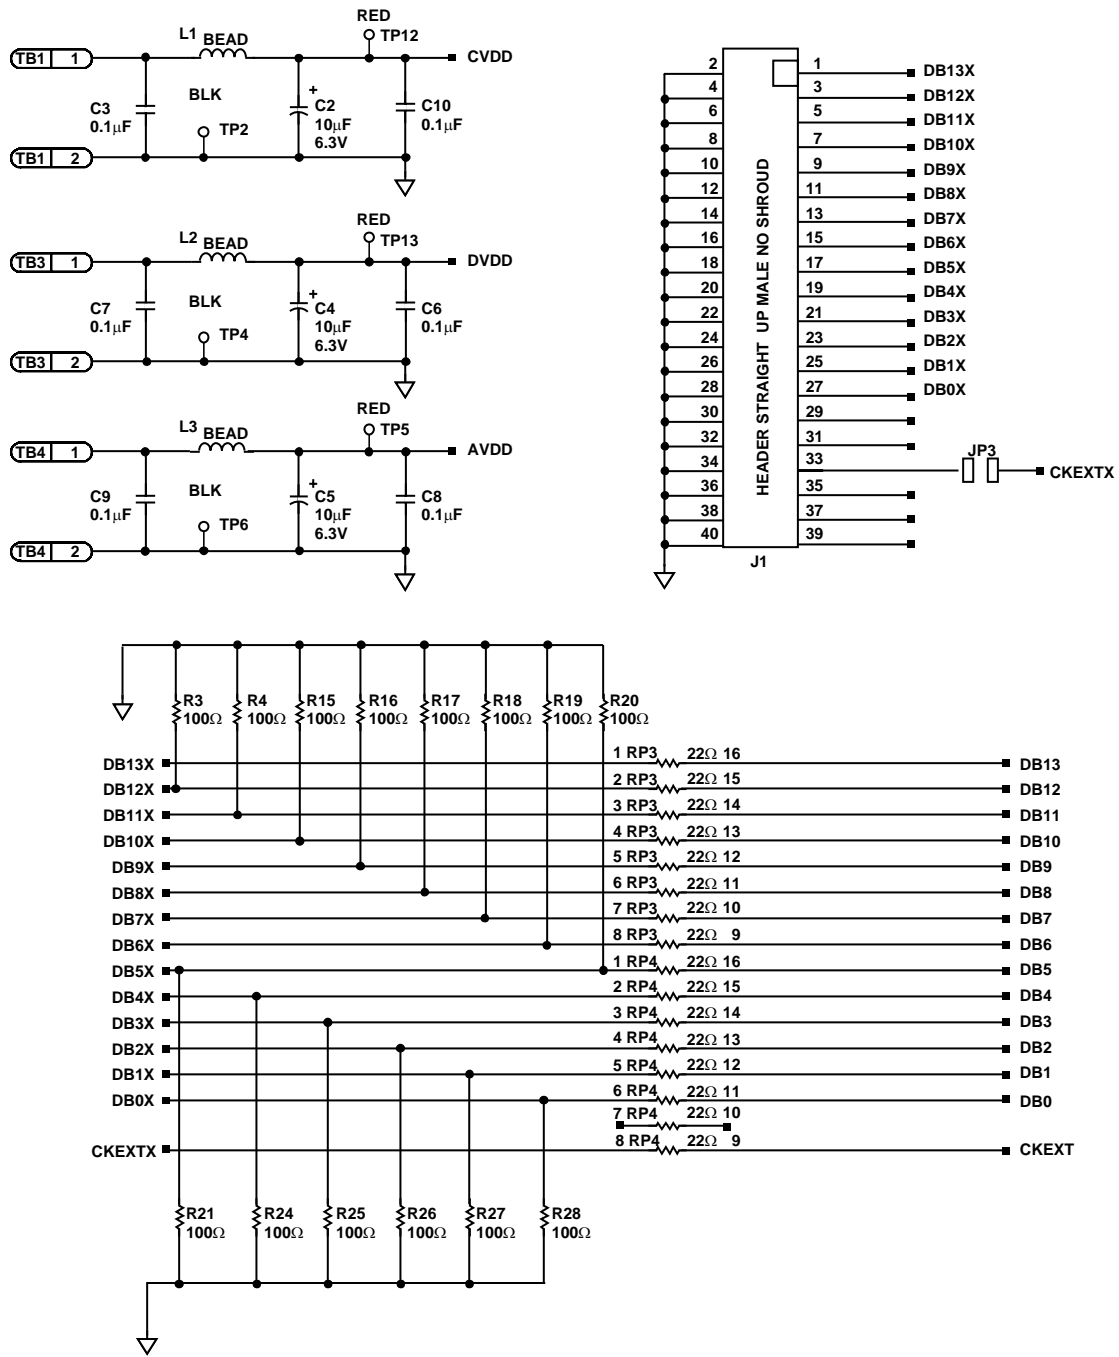 RED
L1 BEAD TP12
TB1 1 CVDD
C3 0.1µF
BLK
TP2
+ C2 10µF 6.3V
C10 0.1µF
TB1 2
RED
L2 BEAD TP13
TB3 1 DVDD
C7 0.1µF
BLK
TP4
+ C4 10µF 6.3V
C6 0.1µF
TB3 2
RED
L3 BEAD TP5
TB4 1 AVDD
C9 0.1µF
BLK
TP6
+ C5 10µF 6.3V
C8 0.1µF
TB4 2
2 1 DB13X
4 3 DB12X
6 5 DB11X
8 7 DB10X
10 9 DB9X
12 11 DB8X
14 13 DB7X
16 15 DB6X
18 17 DB5X
20 19 DB4X
22 21 DB3X
24 23 DB2X
26 25 DB1X
28 27 DB0X
30 29
32 31
34 33 JP3 CKEXTX
36 35
38 37
40 39
HEADER STRAIGHT UP MALE NO SHROUD
J1
R3 R4 R15 R16 R17 R18 R19 R20
100Ω 100Ω 100Ω 100Ω 100Ω 100Ω 100Ω 100Ω
DB13X 1 RP3 22Ω 16 DB13
DB12X 2 RP3 22Ω 15 DB12
DB11X 3 RP3 22Ω 14 DB11
DB10X 4 RP3 22Ω 13 DB10
DB9X 5 RP3 22Ω 12 DB9
DB8X 6 RP3 22Ω 11 DB8
DB7X 7 RP3 22Ω 10 DB7
DB6X 8 RP3 22Ω 9 DB6
DB5X 1 RP4 22Ω 16 DB5
DB4X 2 RP4 22Ω 15 DB4
DB3X 3 RP4 22Ω 14 DB3
DB2X 4 RP4 22Ω 13 DB2
DB1X 5 RP4 22Ω 12 DB1
DB0X 6 RP4 22Ω 11 DB0
7 RP4 22Ω 10
CKEXTX 8 RP4 22Ω 9 CKEXT
R21 R24 R25 R26 R27 R28
100Ω 100Ω 100Ω 100Ω 100Ω 100Ω